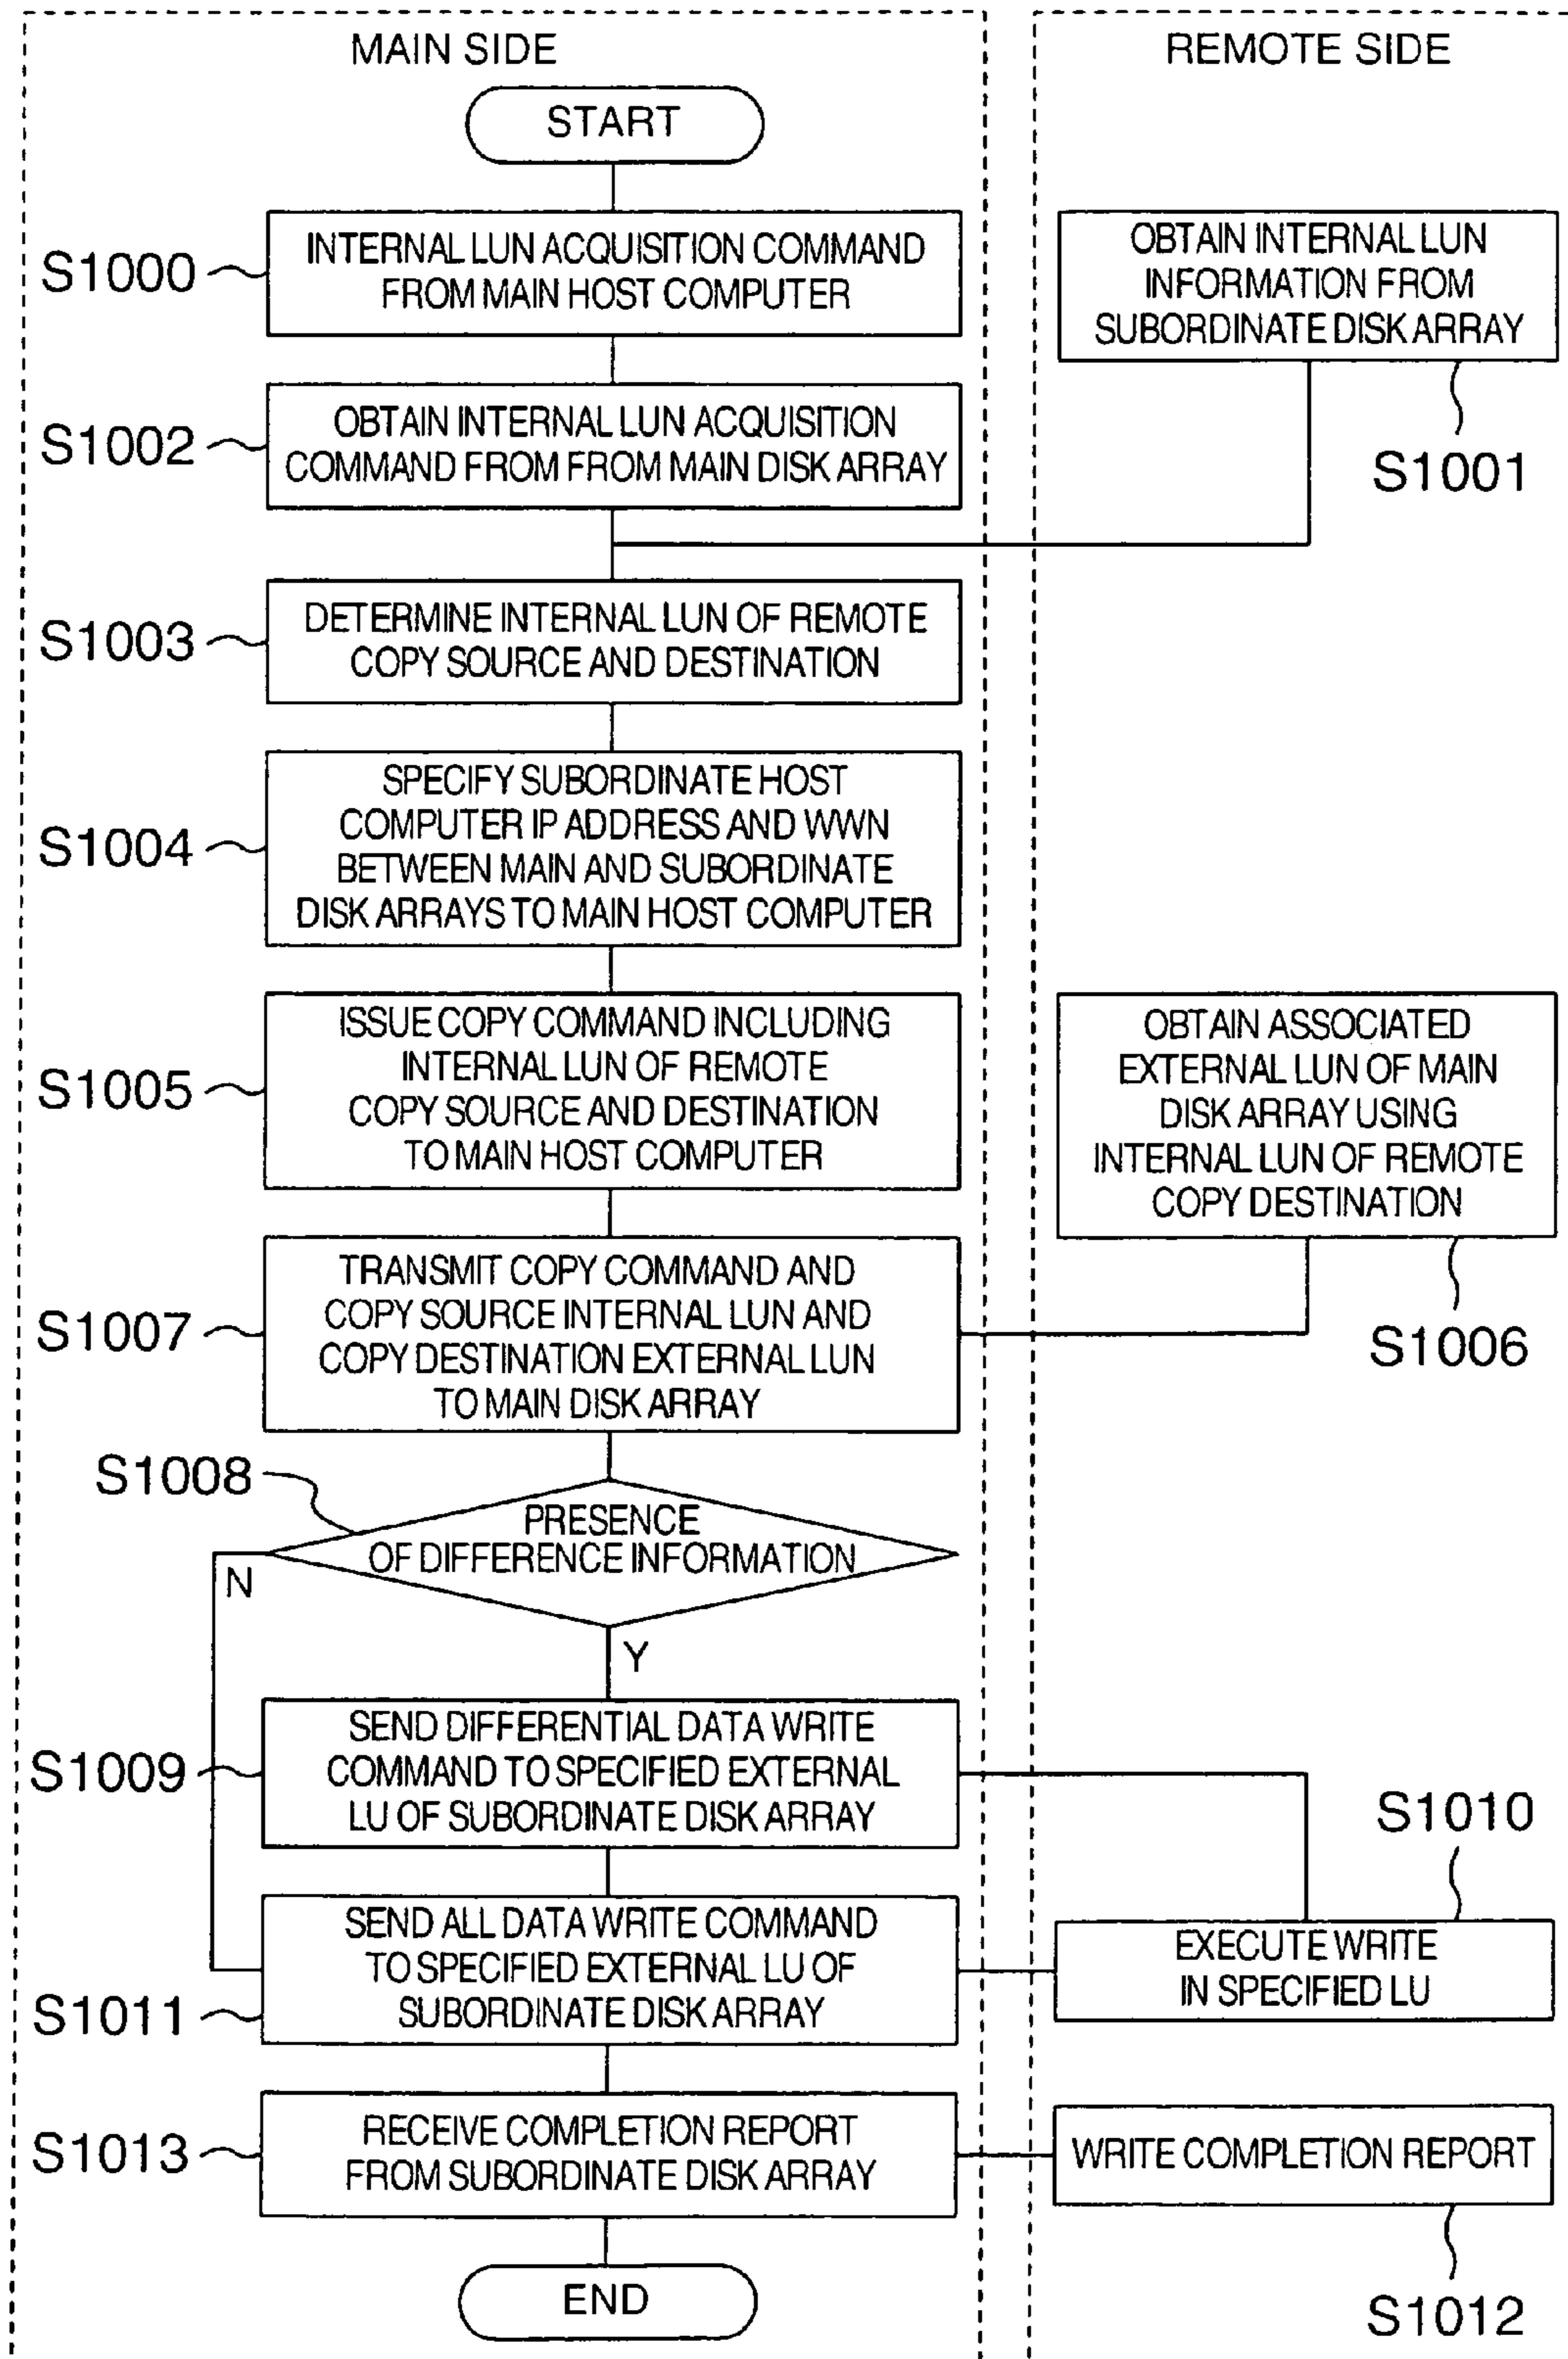 MAIN SIDE
REMOTE SIDE
START
S1000
INTERNAL LUN ACQUISITION COMMAND
FROM MAIN HOST COMPUTER
OBTAIN INTERNAL LUN
INFORMATION FROM
SUBORDINATE DISK ARRAY
S1001
S1002
OBTAIN INTERNAL LUN ACQUISITION
COMMAND FROM FROM MAIN DISK ARRAY
S1003
DETERMINE INTERNAL LUN OF REMOTE
COPY SOURCE AND DESTINATION
S1004
SPECIFY SUBORDINATE HOST
COMPUTER IP ADDRESS AND WWN
BETWEEN MAIN AND SUBORDINATE
DISK ARRAYS TO MAIN HOST COMPUTER
S1005
ISSUE COPY COMMAND INCLUDING
INTERNAL LUN OF REMOTE
COPY SOURCE AND DESTINATION
TO MAIN HOST COMPUTER
OBTAIN ASSOCIATED
EXTERNAL LUN OF MAIN
DISK ARRAY USING
INTERNAL LUN OF REMOTE
COPY DESTINATION
S1006
S1007
TRANSMIT COPY COMMAND AND
COPY SOURCE INTERNAL LUN AND
COPY DESTINATION EXTERNAL LUN
TO MAIN DISK ARRAY
S1008
PRESENCE
OF DIFFERENCE INFORMATION
N
Y
S1009
SEND DIFFERENTIAL DATA WRITE
COMMAND TO SPECIFIED EXTERNAL
LU OF SUBORDINATE DISK ARRAY
S1010
EXECUTE WRITE
IN SPECIFIED LU
S1011
SEND ALL DATA WRITE COMMAND
TO SPECIFIED EXTERNAL LU OF
SUBORDINATE DISK ARRAY
S1013
RECEIVE COMPLETION REPORT
FROM SUBORDINATE DISK ARRAY
WRITE COMPLETION REPORT
S1012
END